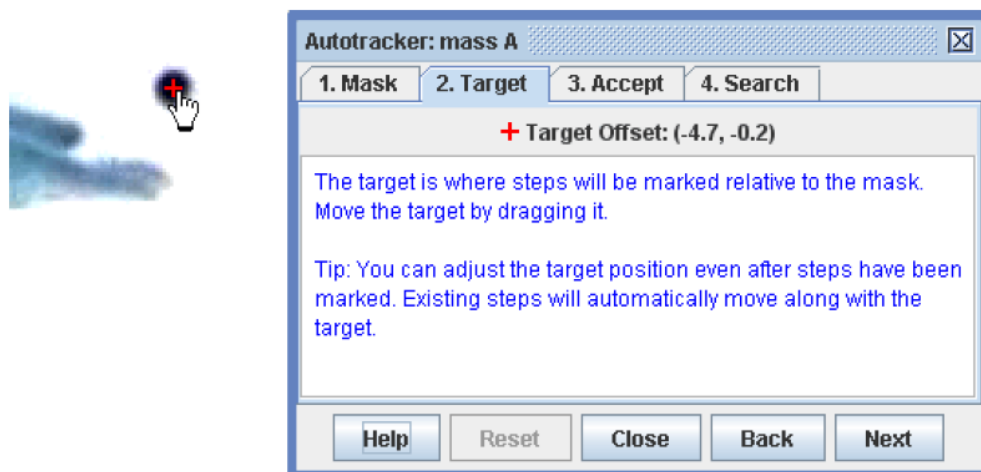 Autotracker: mass A
1. Mask 2. Target 3. Accept 4. Search
+ Target Offset: (-4.7, -0.2)
The target is where steps will be marked relative to the mask.
Move the target by dragging it.
Tip: You can adjust the target position even after steps have been
marked. Existing steps will automatically move along with the
target.
Help Reset Close Back Next